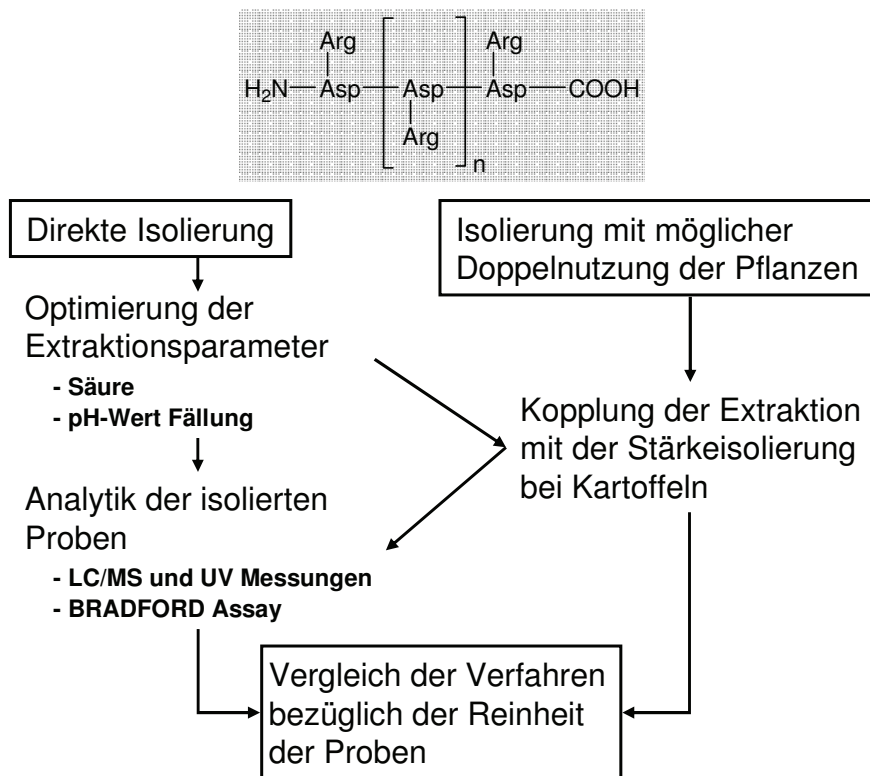 Arg Arg
H₂N Asp Asp Asp COOH
Arg
n
Direkte Isolierung
Optimierung der
Extraktionsparameter
- Säure
- pH-Wert Fällung
Analytik der isolierten
Proben
- LC/MS und UV Messungen
- BRADFORD Assay
Isolierung mit möglicher
Doppelnutzung der Pflanzen
Kopplung der Extraktion
mit der Stärkeisolierung
bei Kartoffeln
Vergleich der Verfahren
bezüglich der Reinheit
der Proben